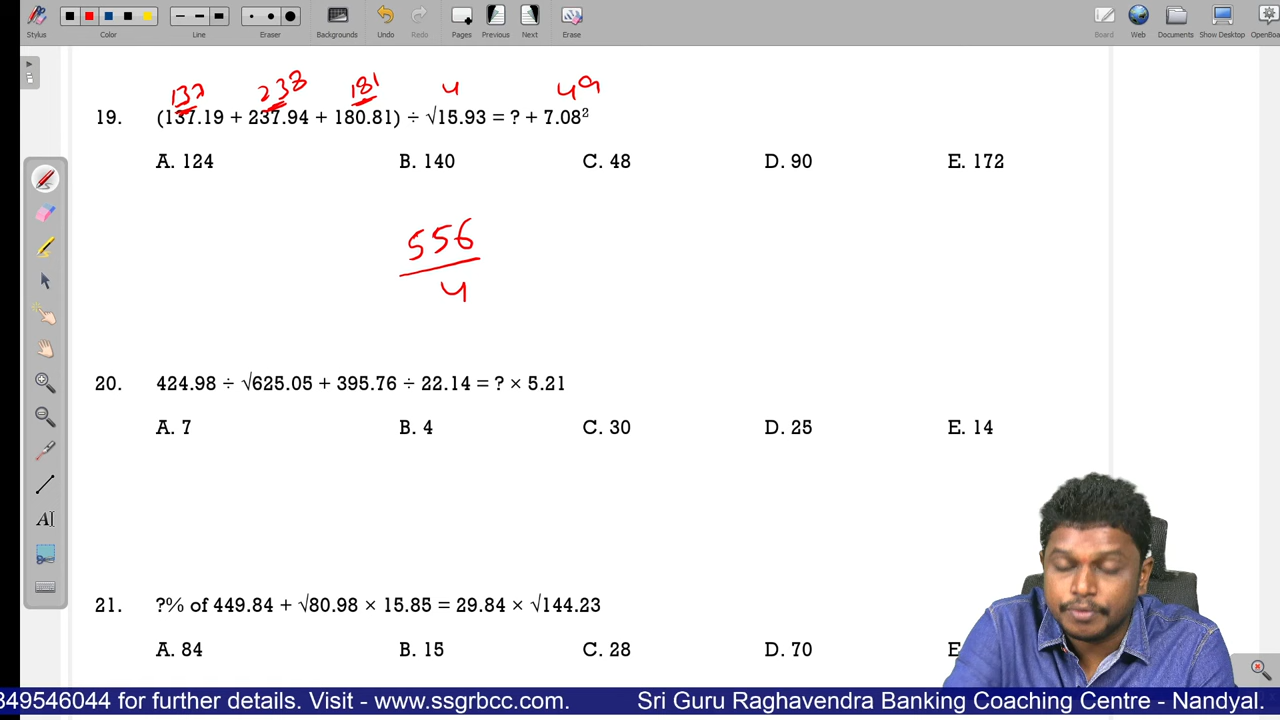 Stylus
Color
Line
Eraser
Backgrounds
Undo
Redo
Pages
Previous
Next
Erase
Board
Web
Documents
Show Desktop
OpenBoa
137 238 181 4 49
19. (137.19 + 237.94 + 180.81) ÷ √15.93 = ? + 7.08²
A. 124 B. 140 C. 48 D. 90 E. 172
556
4
20. 424.98 ÷ √625.05 + 395.76 ÷ 22.14 = ? × 5.21
A. 7 B. 4 C. 30 D. 25 E. 14
21. ?% of 449.84 + √80.98 × 15.85 = 29.84 × √144.23
A. 84 B. 15 C. 28 D. 70 E.
349546044 for further details. Visit - www.ssgrbcc.com. Sri Guru Raghavendra Banking Coaching Centre - Nandyal.